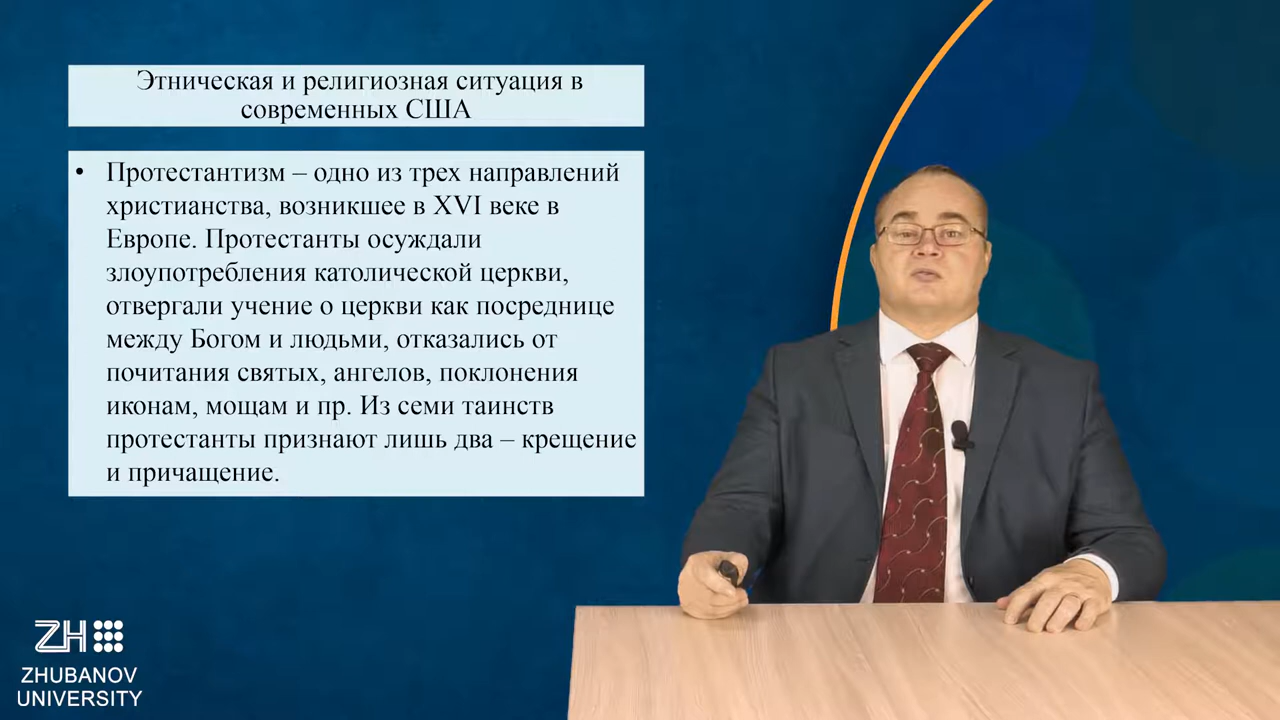 Этническая и религиозная ситуация в
современных США
• Протестантизм – одно из трех направлений
христианства, возникшее в XVI веке в
Европе. Протестанты осуждали
злоупотребления католической церкви,
отвергали учение о церкви как посреднице
между Богом и людьми, отказались от
почитания святых, ангелов, поклонения
иконам, мощам и пр. Из семи таинств
протестанты признают лишь два – крещение
и причащение.
ZH
ZHUBANOV
UNIVERSITY